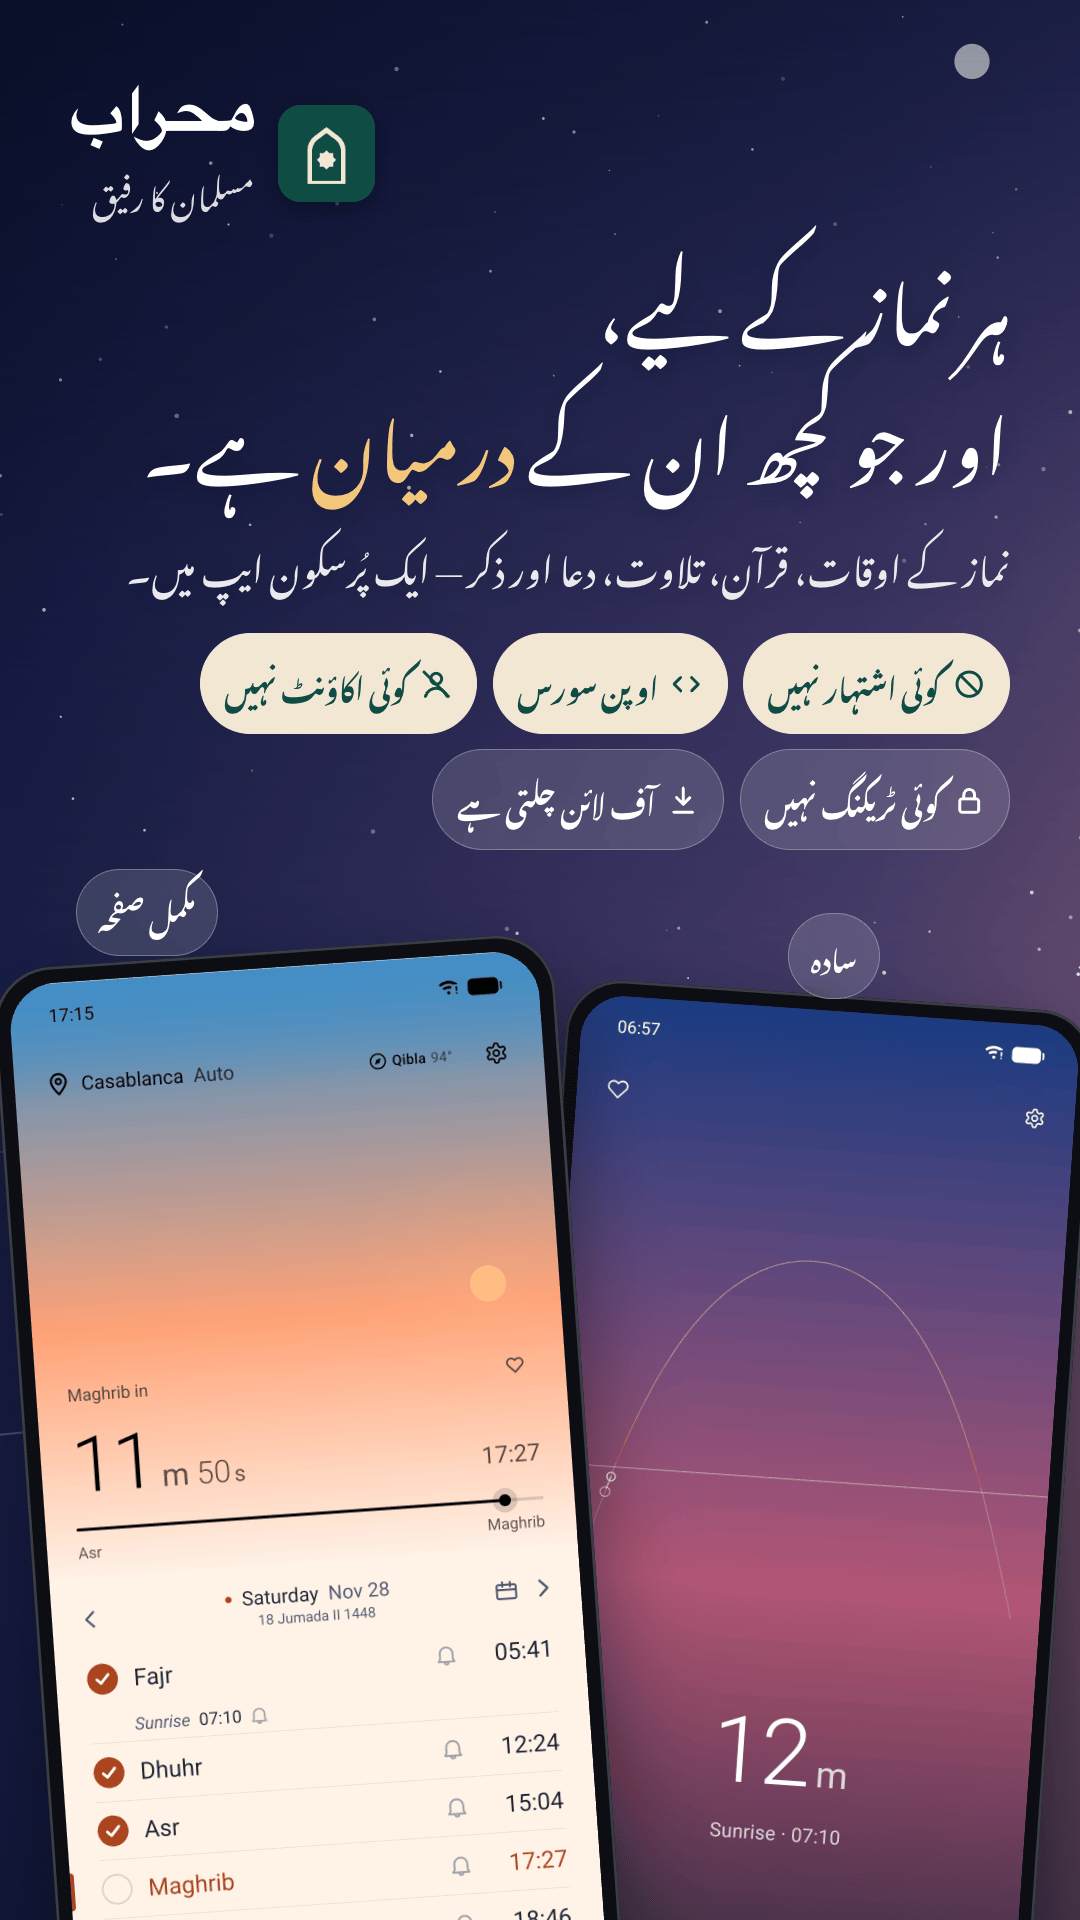 محراب
مسلمان کا رفیق
ہر نماز کے لیے،
اور جو کچھ ان کے درمیان ہے۔
نماز کے اوقات، قرآن، تلاوت، دعا اور ذکر — ایک پُرسکون ایپ میں۔
کوئی اشتہار نہیں
اوپن سورس
کوئی اکاؤنٹ نہیں
کوئی ٹریکنگ نہیں
آف لائن چلتی ہے
مکمل صفحہ
سادہ
17:15
Casablanca Auto
Qibla 94°
Maghrib in
11 m 50 s
17:27
Asr
Maghrib
Saturday Nov 28
18 Jumada II 1448
Fajr 05:41
Sunrise 07:10
Dhuhr 12:24
Asr 15:04
Maghrib 17:27
18:46
06:57
12 m
Sunrise · 07:10